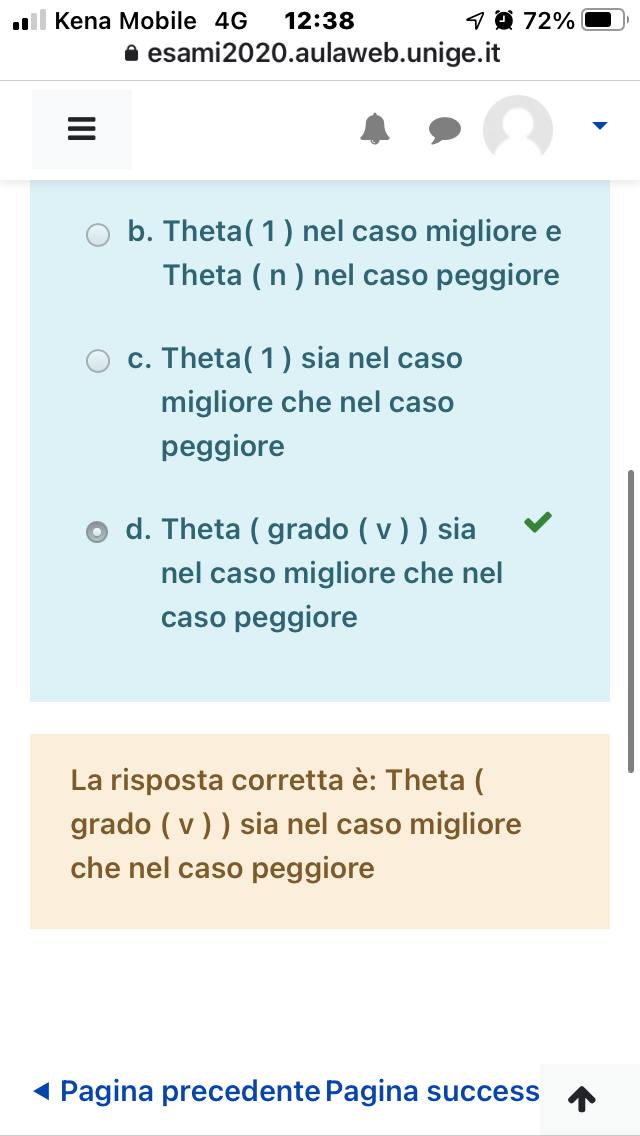 Kena Mobile 4G 12:38 72%
esami2020.aulaweb.unige.it
b. Theta( 1 ) nel caso migliore e
Theta ( n ) nel caso peggiore
c. Theta( 1 ) sia nel caso
migliore che nel caso
peggiore
d. Theta ( grado ( v ) ) sia
nel caso migliore che nel
caso peggiore
La risposta corretta è: Theta (
grado ( v ) ) sia nel caso migliore
che nel caso peggiore
◄ Pagina precedente Pagina success